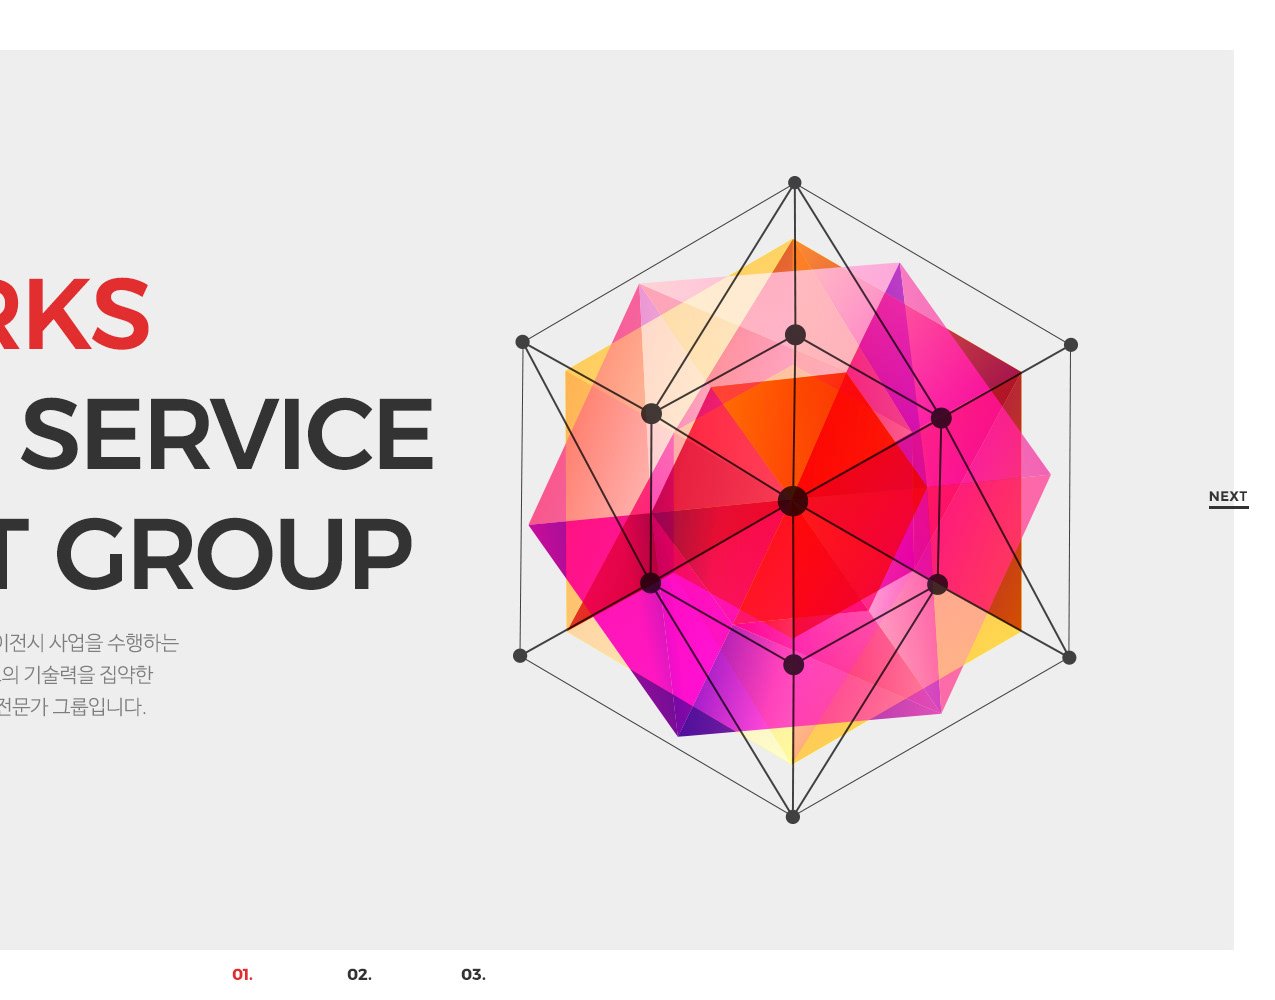 RKS
SERVICE
T GROUP
이전시 사업을 수행하는
의 기술력을 집약한
전문가 그룹입니다.
NEXT
01. 02. 03.